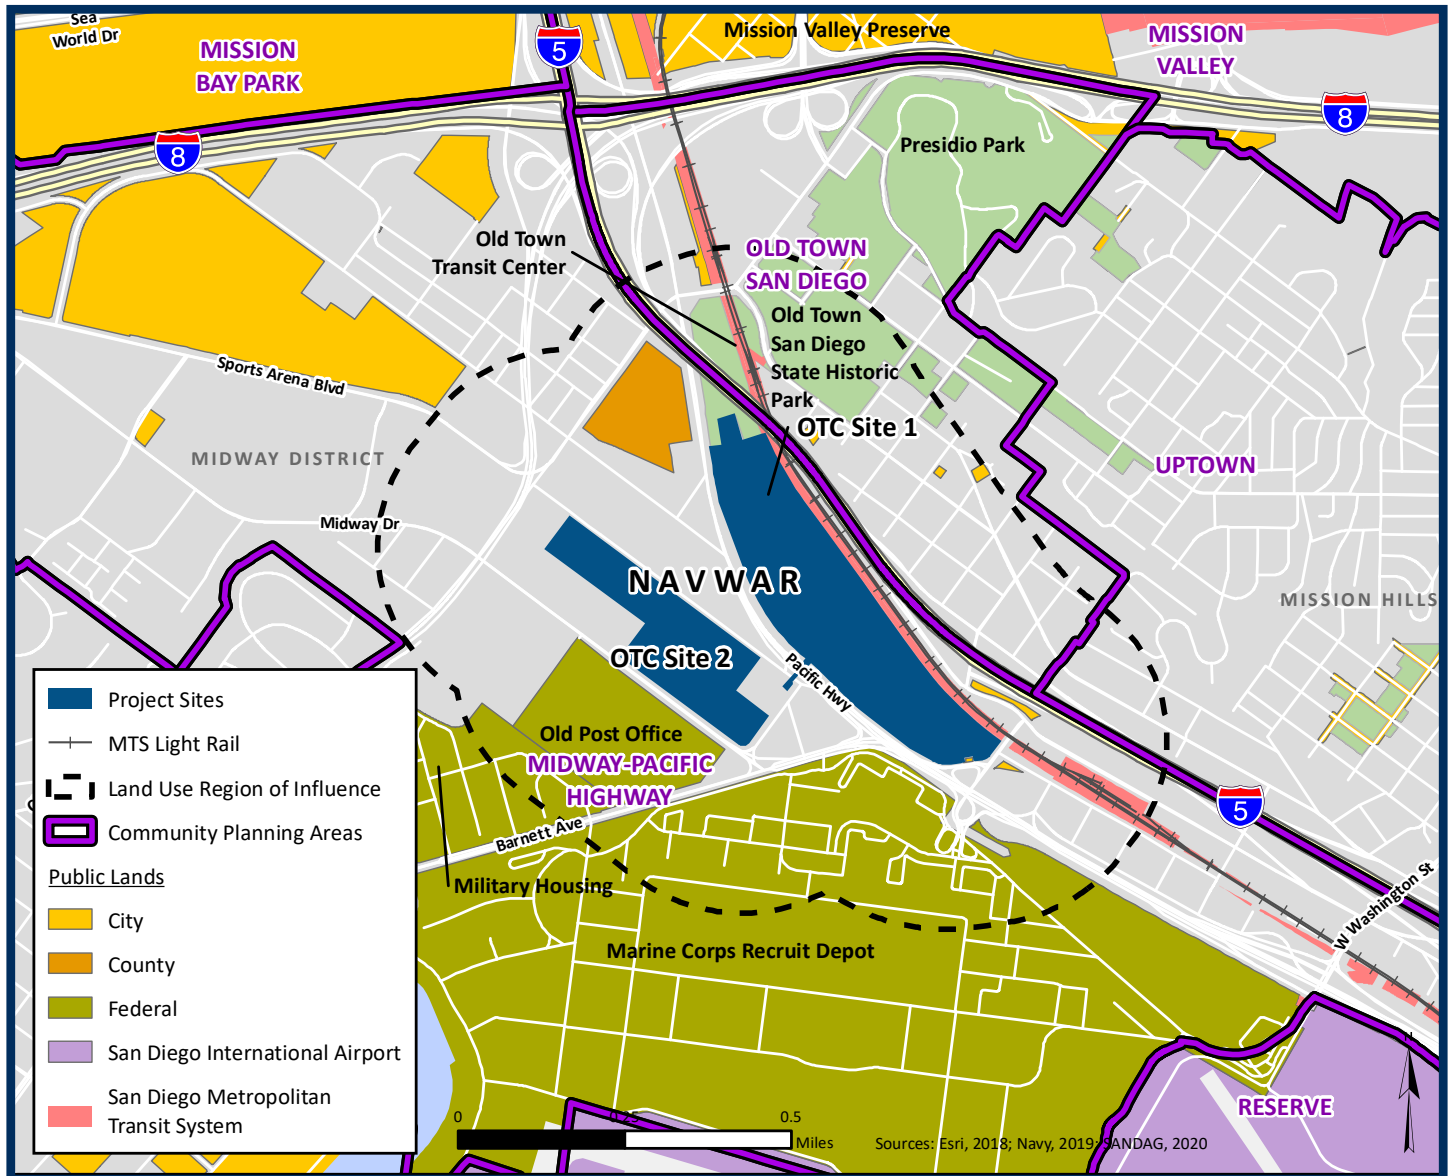 Sea
World Dr
MISSION
BAY PARK
5
Mission Valley Preserve
MISSION
VALLEY
8
8
Presidio Park
Old Town
Transit Center
OLD TOWN
SAN DIEGO
Old Town
San Diego
State Historic
Park
OTC Site 1
Sports Arena Blvd
MIDWAY DISTRICT
UPTOWN
Midway Dr
NAVWAR
MISSION HILLS
OTC Site 2
Pacific Hwy
Old Post Office
MIDWAY-PACIFIC
HIGHWAY
5
Barnett Ave
Military Housing
W Washington St
Marine Corps Recruit Depot
RESERVE
Project Sites
MTS Light Rail
Land Use Region of Influence
Community Planning Areas
Public Lands
City
County
Federal
San Diego International Airport
San Diego Metropolitan
Transit System
0 0.25 0.5
Miles
Sources: Esri, 2018; Navy, 2019; SANDAG, 2020